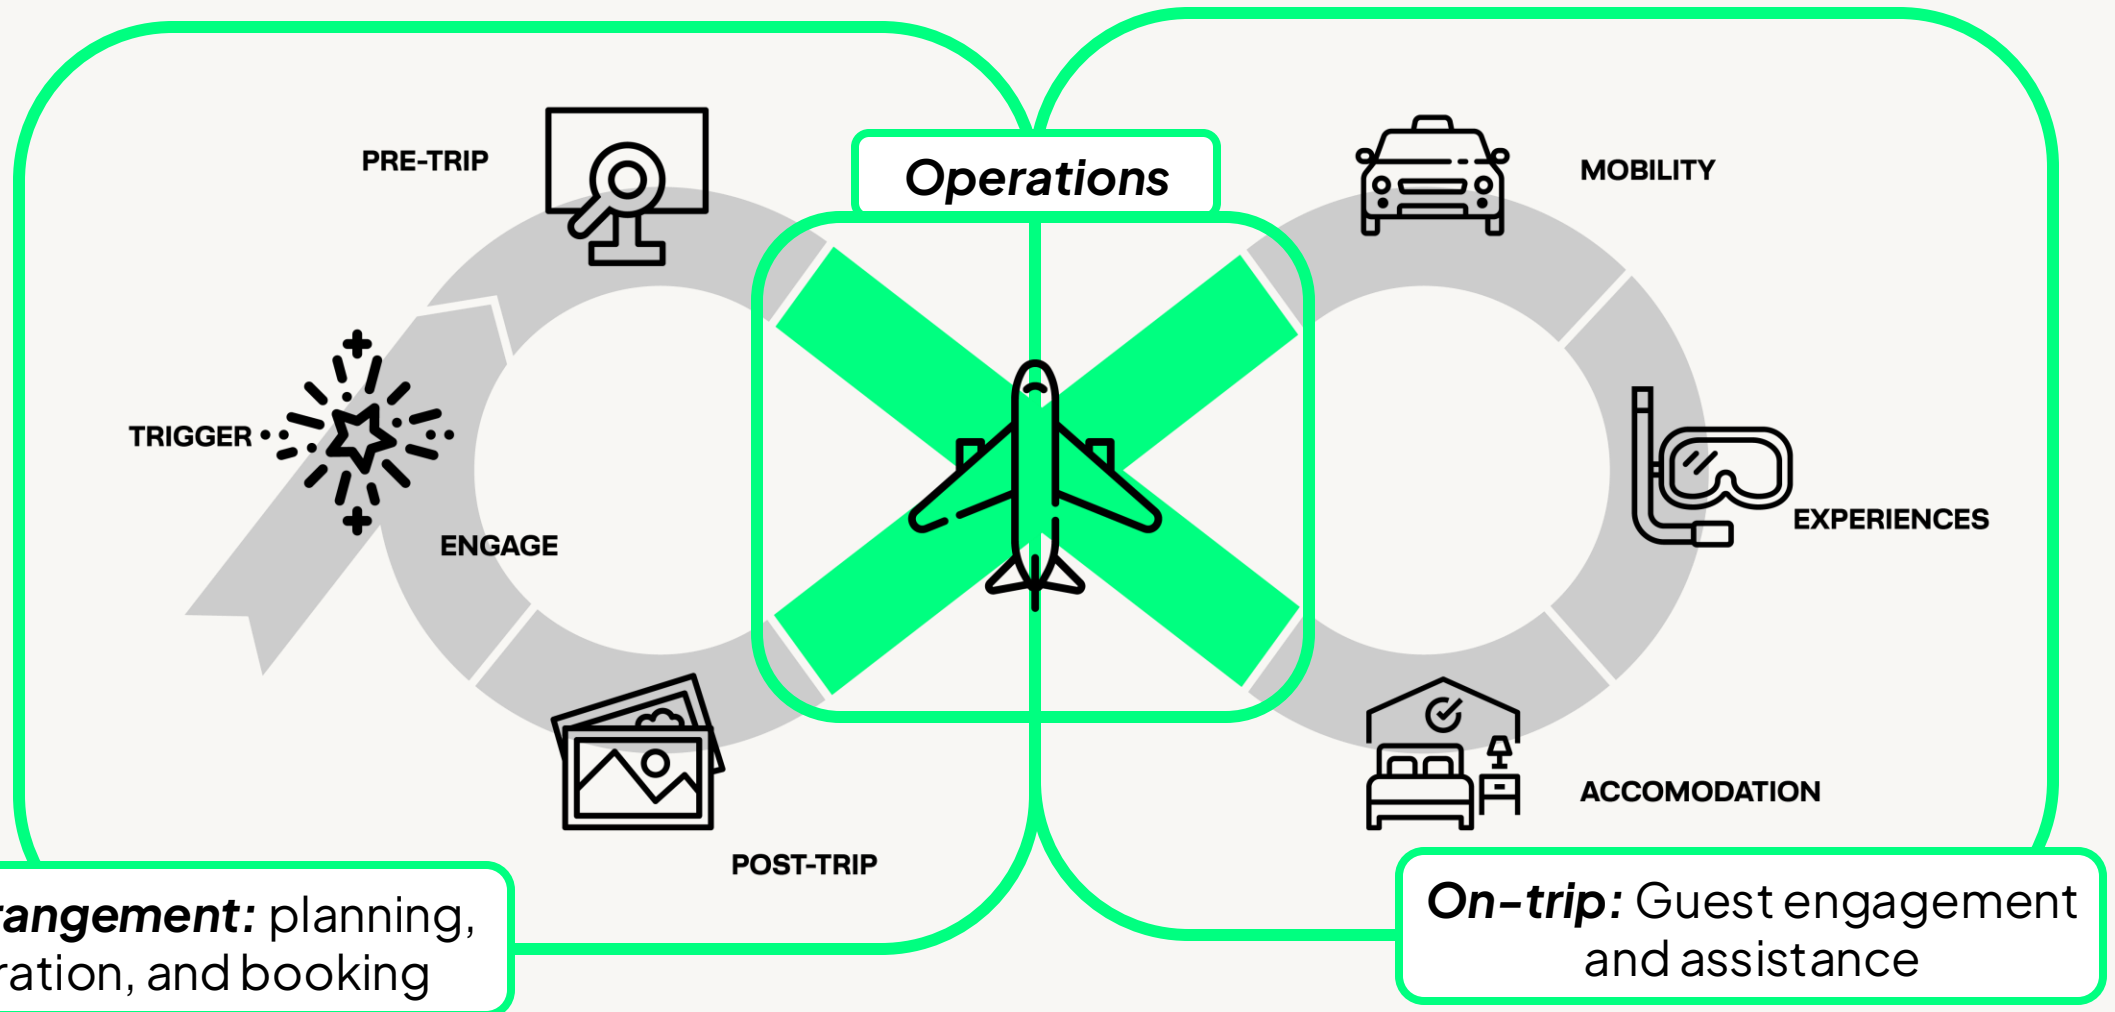 PRE-TRIP
Operations
MOBILITY
TRIGGER
ENGAGE
EXPERIENCES
ACCOMODATION
POST-TRIP
angement: planning,
ration, and booking
On-trip: Guest engagement
and assistance